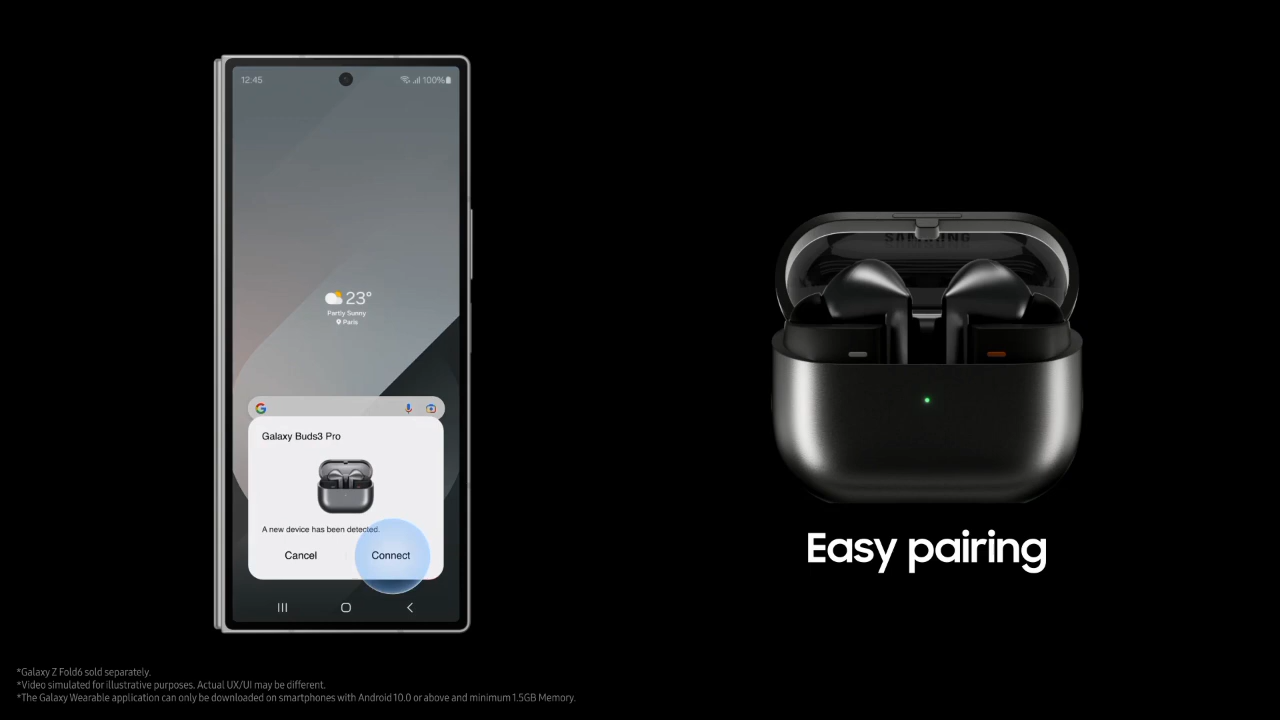 12:45
100%
23°
Partly Sunny
Paris
Galaxy Buds3 Pro
A new device has been detected.
Cancel
Connect
SAMSUNG
Easy pairing
*Galaxy Z Fold6 sold separately.
*Video simulated for illustrative purposes. Actual UX/UI may be different.
*The Galaxy Wearable application can only be downloaded on smartphones with Android 10.0 or above and minimum 1.5GB Memory.